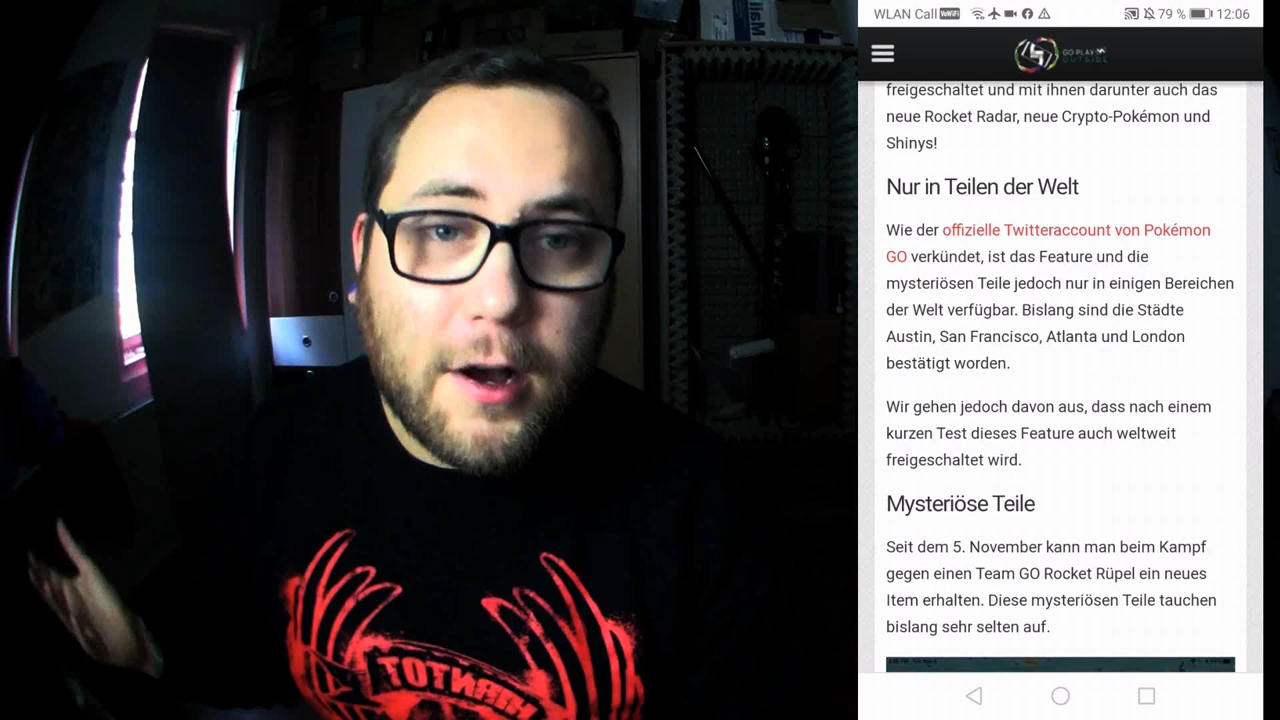 WLAN Call VoWiFi 79 % 12:06
GO PLAY
OUTSIDE
freigeschaltet und mit ihnen darunter auch das
neue Rocket Radar, neue Crypto-Pokémon und
Shinys!
Nur in Teilen der Welt
Wie der offizielle Twitteraccount von Pokémon
GO verkündet, ist das Feature und die
mysteriösen Teile jedoch nur in einigen Bereichen
der Welt verfügbar. Bislang sind die Städte
Austin, San Francisco, Atlanta und London
bestätigt worden.
Wir gehen jedoch davon aus, dass nach einem
kurzen Test dieses Feature auch weltweit
freigeschaltet wird.
Mysteriöse Teile
Seit dem 5. November kann man beim Kampf
gegen einen Team GO Rocket Rüpel ein neues
Item erhalten. Diese mysteriösen Teile tauchen
bislang sehr selten auf.
HIRNTOT